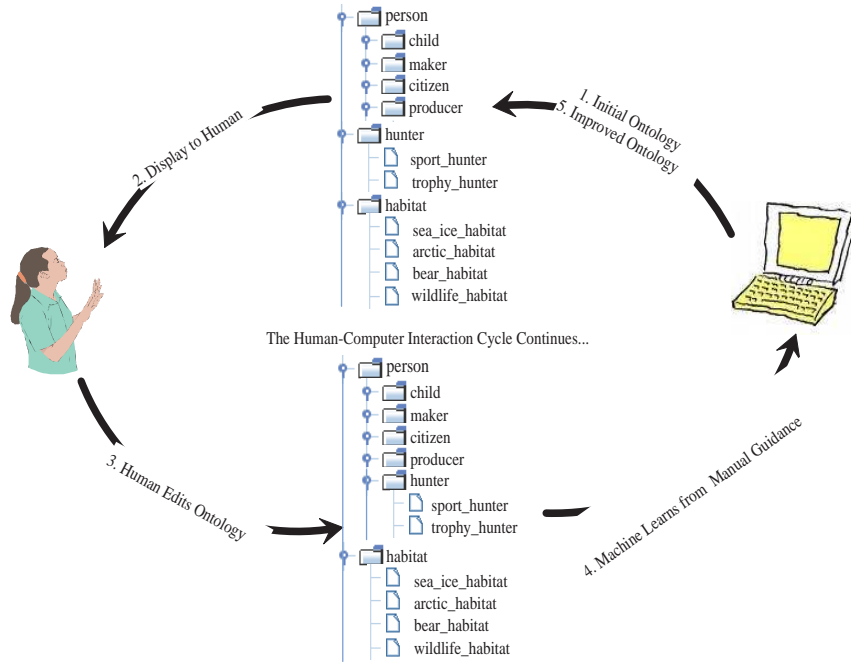 person
child
maker
citizen
producer
hunter
sport_hunter
trophy_hunter
habitat
sea_ice_habitat
arctic_habitat
bear_habitat
wildlife_habitat
1. Initial Ontology
5. Improved Ontology
2. Display to Human
The Human-Computer Interaction Cycle Continues...
person
child
maker
citizen
producer
hunter
sport_hunter
trophy_hunter
habitat
sea_ice_habitat
arctic_habitat
bear_habitat
wildlife_habitat
3. Human Edits Ontology
4. Machine Learns from Manual Guidance